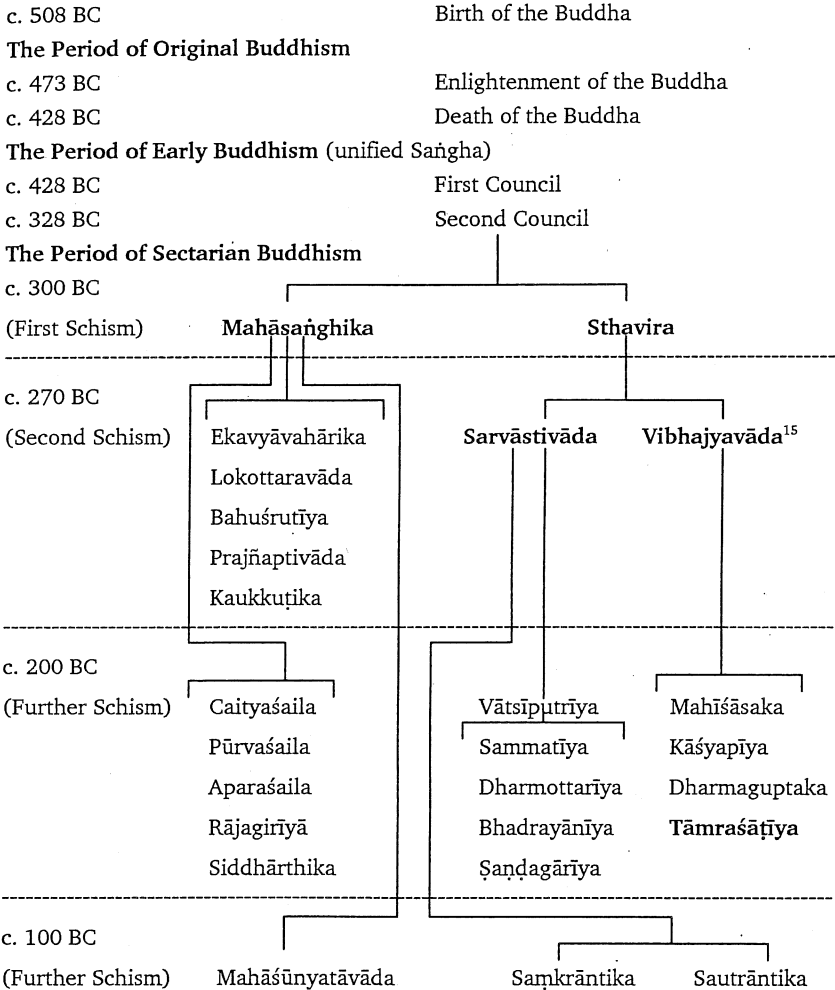 c. 508 BC Birth of the Buddha
The Period of Original Buddhism
c. 473 BC Enlightenment of the Buddha
c. 428 BC Death of the Buddha
The Period of Early Buddhism (unified Saṅgha)
c. 428 BC First Council
c. 328 BC Second Council
The Period of Sectarian Buddhism
c. 300 BC
(First Schism) Mahāsaṅghika Sthavira
c. 270 BC
(Second Schism) Ekavyāvahārika Sarvāstivāda Vibhajyavāda¹⁵
Lokottaravāda
Bahuśrutīya
Prajñaptivāda
Kaukkuṭika
c. 200 BC
(Further Schism) Caityaśaila Vātsīputrīya Mahīśāsaka
Pūrvaśaila Sammatīya Kāśyapīya
Aparaśaila Dharmottarīya Dharmaguptaka
Rājagirīyā Bhadrayānīya Tāmraśāṭīya
Siddhārthika Ṣaṇḍagārīya
c. 100 BC
(Further Schism) Mahāśūnyatāvāda Saṃkrāntika Sautrāntika